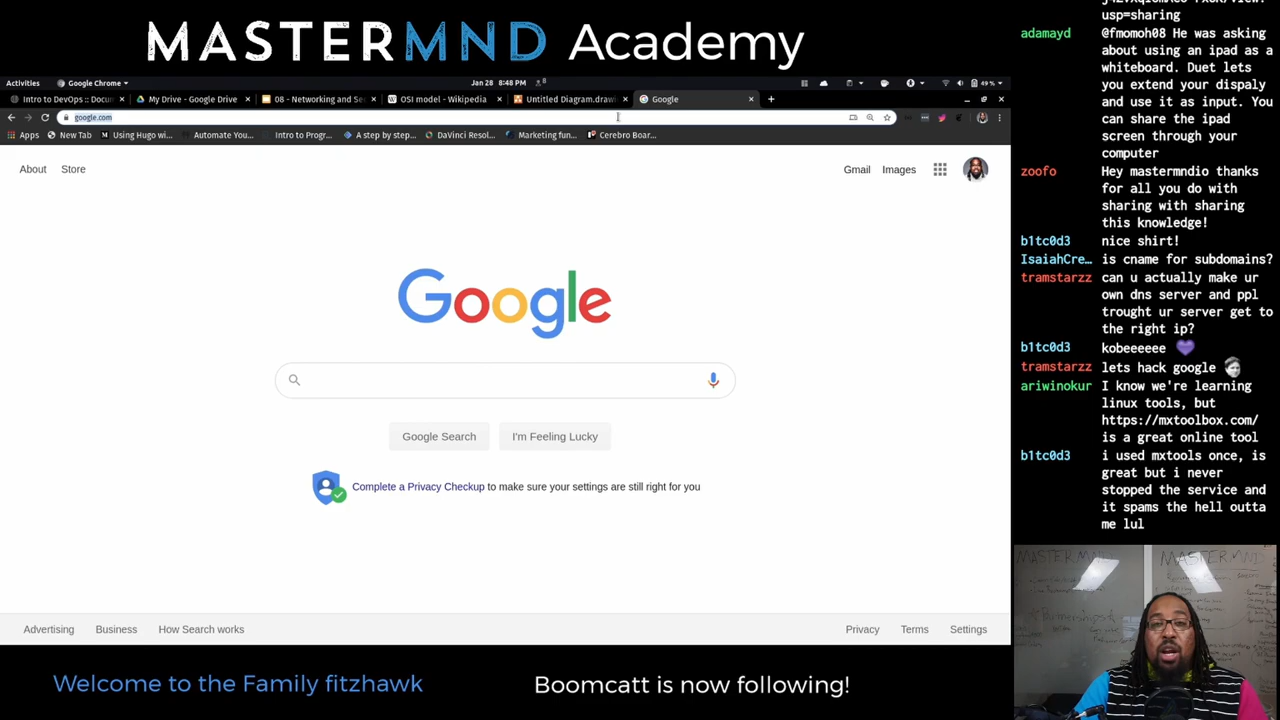 MASTERMND Academy
Activities
Google Chrome
Jan 28 8:48 PM
49 %
Intro to DevOps :: Docu
My Drive - Google Drive
08 - Networking and Se
OSI model - Wikipedia
Untitled Diagram.draw
Google
google.com
Apps
New Tab
Using Hugo wi...
Automate You...
Intro to Progr...
A step by step...
DaVinci Resol...
Marketing fun...
Cerebro Boar...
About
Store
Gmail
Images
Google
Google Search
I'm Feeling Lucky
Complete a Privacy Checkup to make sure your settings are still right for you
Advertising
Business
How Search works
Privacy
Terms
Settings
Welcome to the Family fitzhawk
Boomcatt is now following!
usp=sharing
adamayd @fmomoh08 He was asking
about using an ipad as a
whiteboard. Duet lets
you extend your dispaly
and use it as input. You
can share the ipad
screen through your
computer
zoofo Hey mastermndio thanks
for all you do with
sharing with sharing
this knowledge!
b1tc0d3 nice shirt!
IsaiahCre… is cname for subdomains?
tramstarzz can u actually make ur
own dns server and ppl
trought ur server get to
the right ip?
b1tc0d3 kobeeeeee
tramstarzz lets hack google
ariwinokur I know we're learning
linux tools, but
https://mxtoolbox.com/
is a great online tool
b1tc0d3 i used mxtools once, is
great but i never
stopped the service and
it spams the hell outta
me lul
MASTERMND